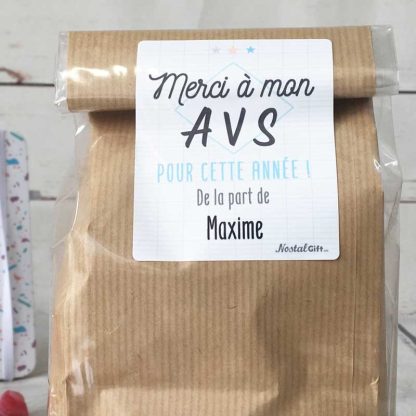 Merci à mon
AVS
POUR CETTE ANNÉE !
De la part de
Maxime
NostalGift